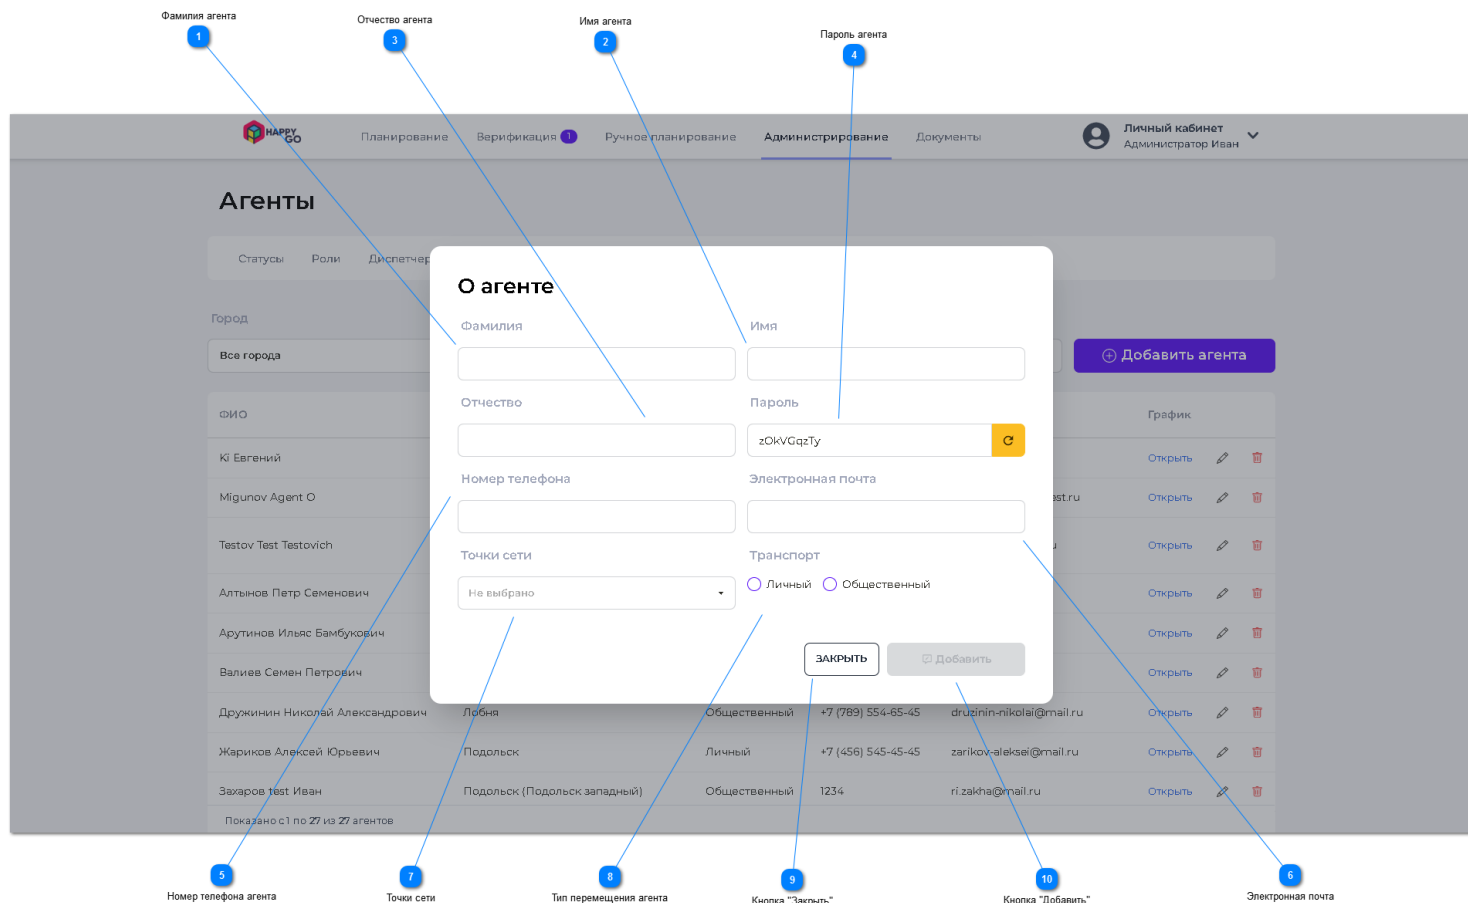 Фамилия агента
Отчество агента
Имя агента
Пароль агента
1
3
2
4
HAPPY GO
Планирование
Верификация 1
Ручное планирование
Администрирование
Документы
Личный кабинет
Администратор Иван
Агенты
Статусы
Роли
Диспетчер
О агенте
Город
Фамилия
Имя
Все города
Добавить агента
Отчество
Пароль
ФИО
График
zOkVGqzTy
Ki Евгений
Открыть
Номер телефона
Электронная почта
Migunov Agent O
est.ru
Открыть
Testov Test Testovich
u
Открыть
Точки сети
Транспорт
Не выбрано
Личный
Общественный
Алтынов Петр Семенович
Открыть
Арутинов Ильяс Бамбукович
Открыть
ЗАКРЫТЬ
Добавить
Валиев Семен Петрович
Открыть
Дружинин Николай Александрович
Лобня
Общественный
+7 (789) 554-65-45
druzinin-nikolai@mail.ru
Открыть
Жариков Алексей Юрьевич
Подольск
Личный
+7 (456) 545-45-45
zarikov-aleksei@mail.ru
Открыть
Захаров test Иван
Подольск (Подольск западный)
Общественный
1234
ri.zakha@mail.ru
Открыть
Показано с 1 по 27 из 27 агентов
5
7
8
9
10
6
Номер телефона агента
Точки сети
Тип перемещения агента
Кнопка "Закрыть"
Кнопка "Добавить"
Электронная почта